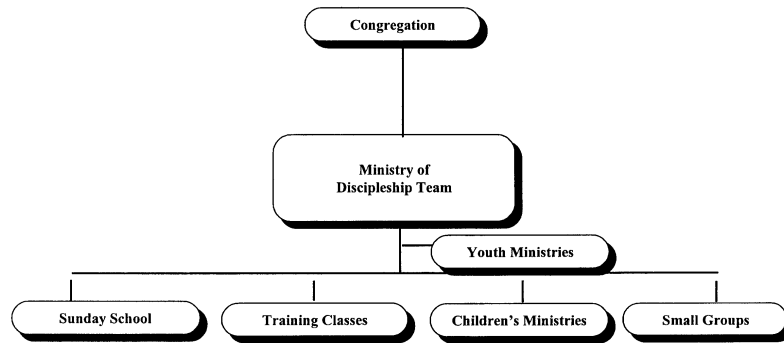 Congregation
Ministry of
Discipleship Team
Youth Ministries
Sunday School
Training Classes
Children's Ministries
Small Groups